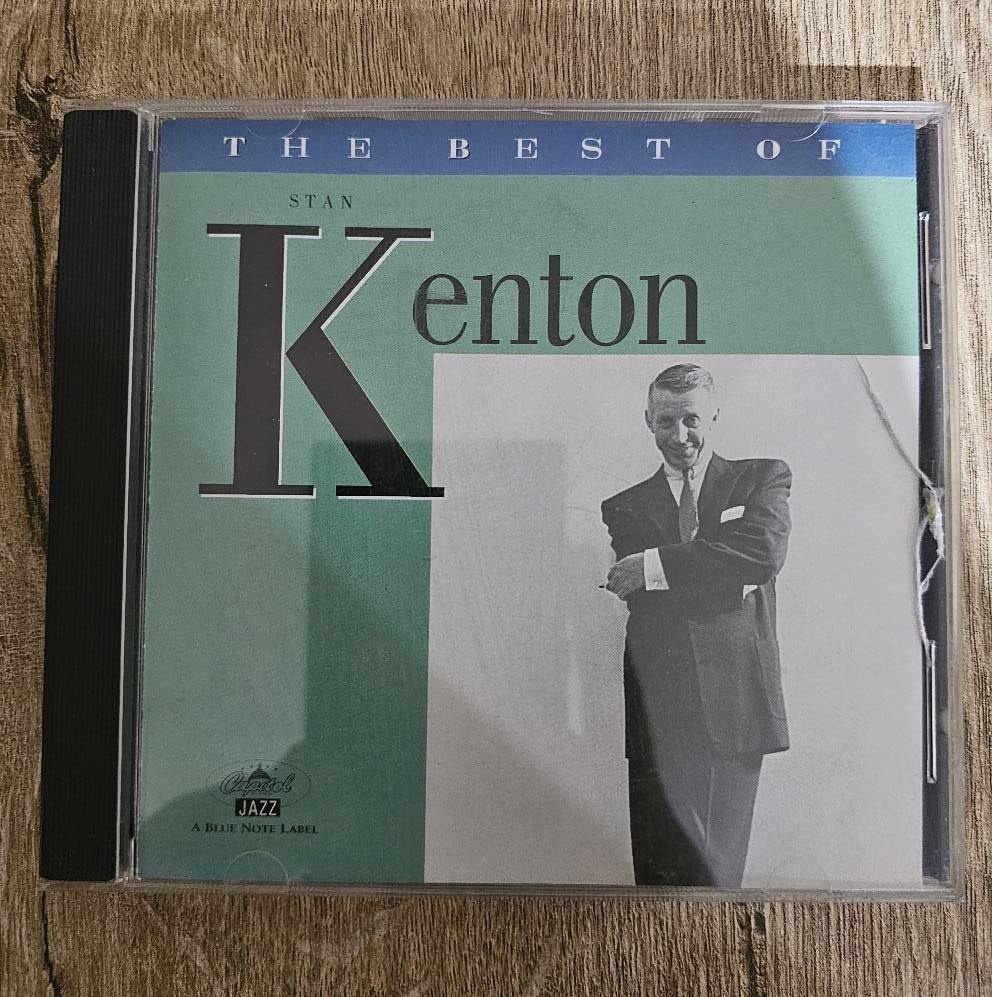 THE BEST OF
STAN
Kenton
Capitol
JAZZ
A BLUE NOTE LABEL